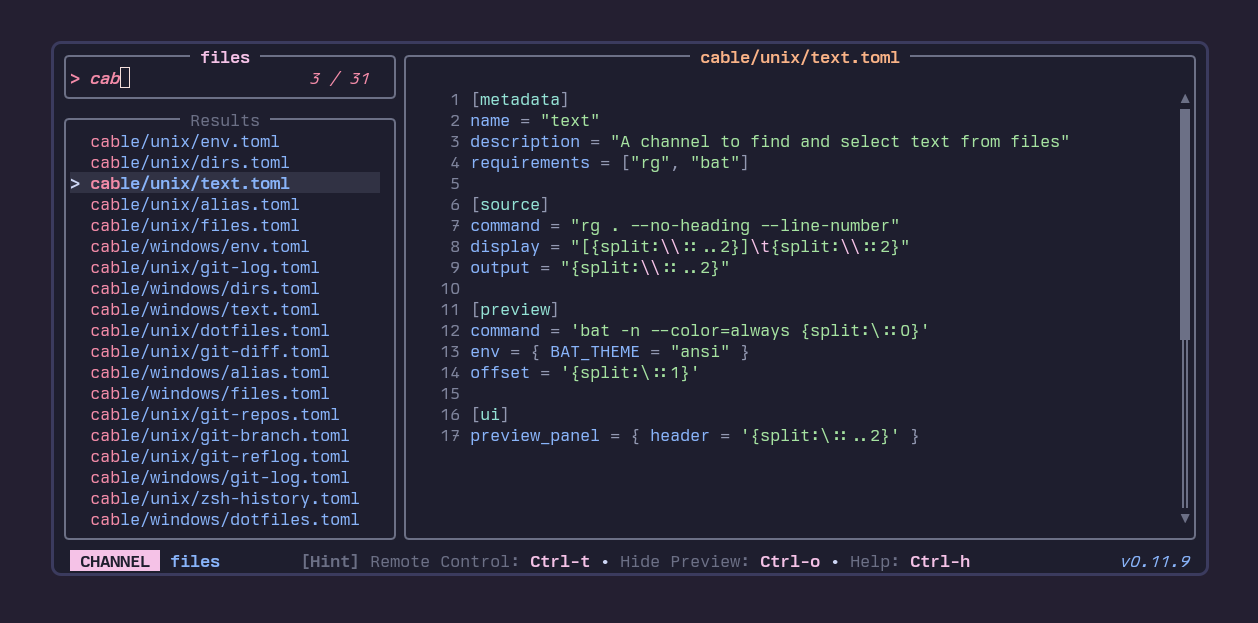 files
> cab 3 / 31
Results
cable/unix/env.toml
cable/unix/dirs.toml
> cable/unix/text.toml
cable/unix/alias.toml
cable/unix/files.toml
cable/windows/env.toml
cable/unix/git-log.toml
cable/windows/dirs.toml
cable/windows/text.toml
cable/unix/dotfiles.toml
cable/unix/git-diff.toml
cable/windows/alias.toml
cable/windows/files.toml
cable/unix/git-repos.toml
cable/unix/git-branch.toml
cable/unix/git-reflog.toml
cable/windows/git-log.toml
cable/unix/zsh-history.toml
cable/windows/dotfiles.toml
cable/unix/text.toml
1 [metadata]
2 name = "text"
3 description = "A channel to find and select text from files"
4 requirements = ["rg", "bat"]
5
6 [source]
7 command = "rg . --no-heading --line-number"
8 display = "[{split:\\::..2}]\t{split:\\::2}"
9 output = "{split:\\::..2}"
10
11 [preview]
12 command = 'bat -n --color=always {split:\::0}'
13 env = { BAT_THEME = "ansi" }
14 offset = '{split:\::1}'
15
16 [ui]
17 preview_panel = { header = '{split:\::..2}' }
CHANNEL files [Hint] Remote Control: Ctrl-t • Hide Preview: Ctrl-o • Help: Ctrl-h v0.11.9